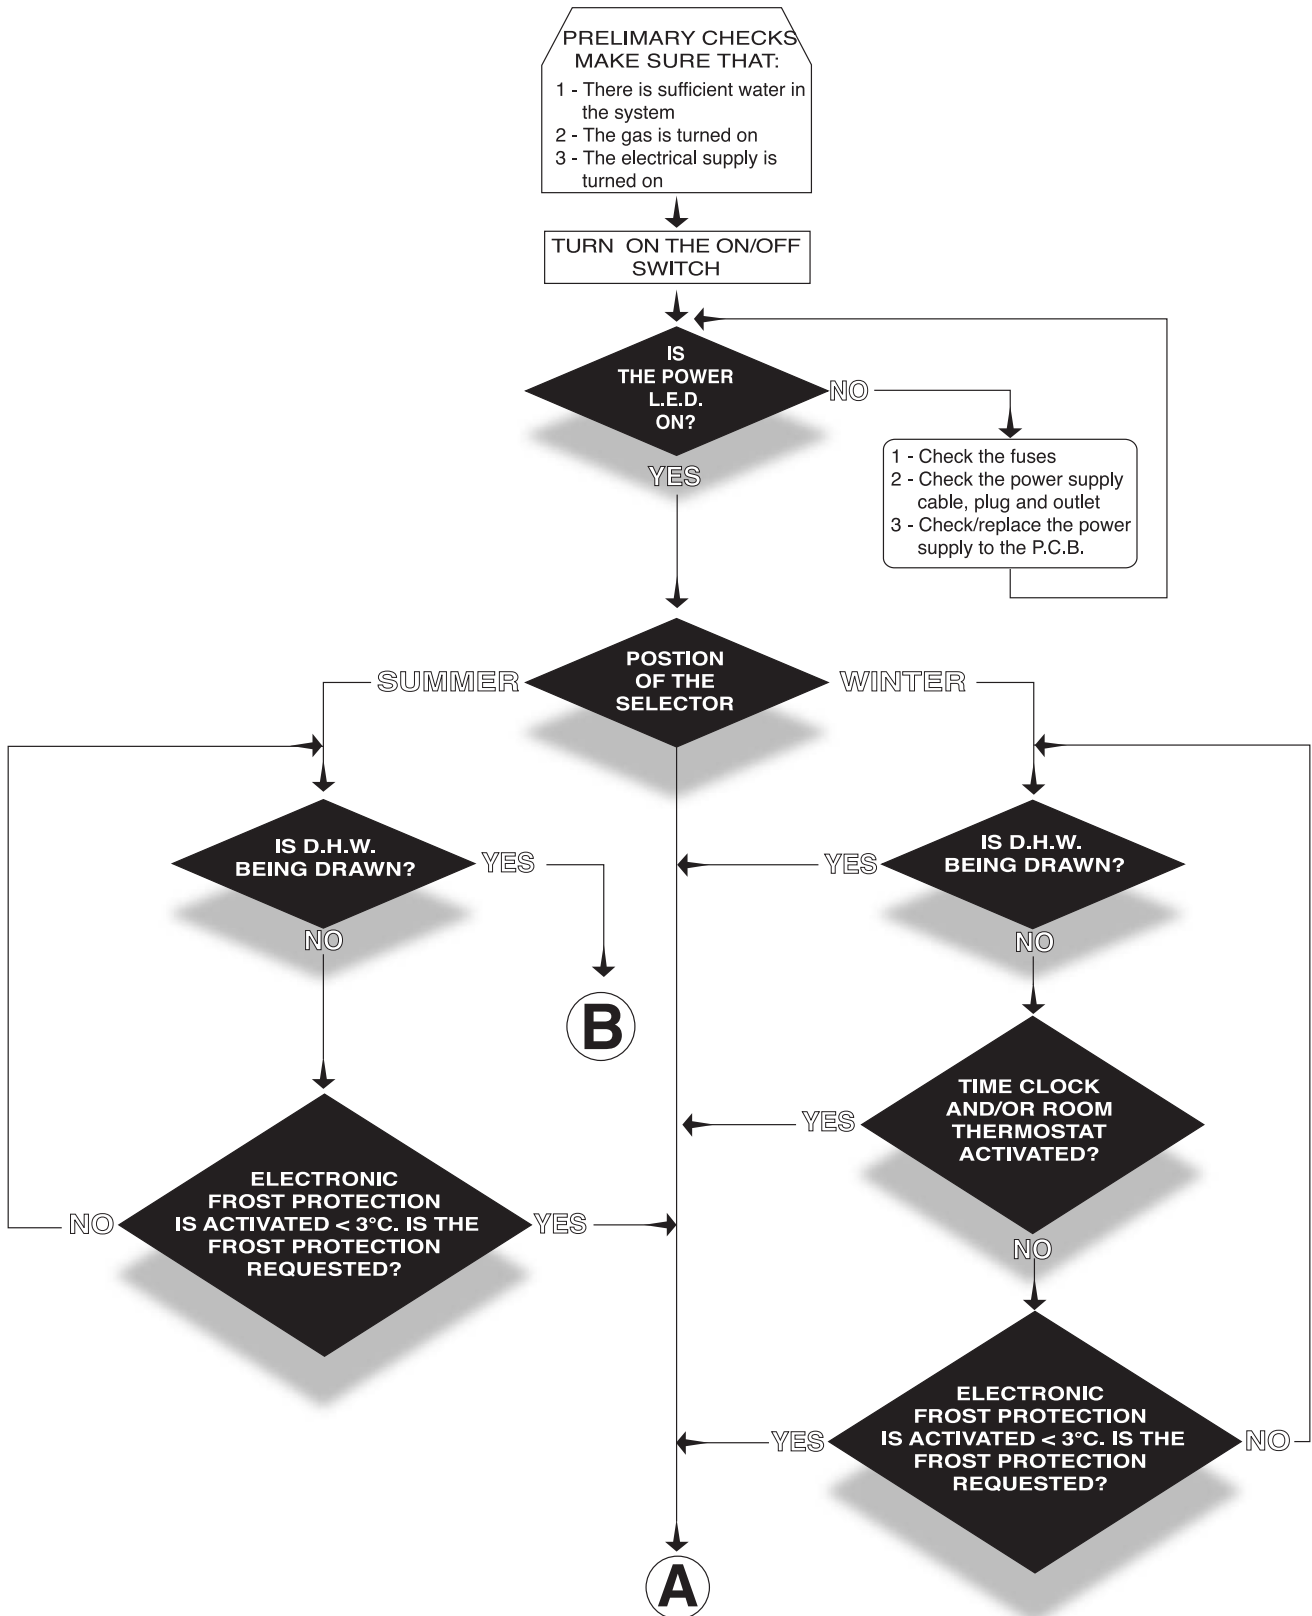 PRELIMARY CHECKS
MAKE SURE THAT:
1 - There is sufficient water in
the system
2 - The gas is turned on
3 - The electrical supply is
turned on
TURN ON THE ON/OFF
SWITCH
IS
THE POWER
L.E.D.
ON?
NO
YES
1 - Check the fuses
2 - Check the power supply
cable, plug and outlet
3 - Check/replace the power
supply to the P.C.B.
SUMMER
POSTION
OF THE
SELECTOR
WINTER
IS D.H.W.
BEING DRAWN?
YES
NO
B
YES
IS D.H.W.
BEING DRAWN?
NO
YES
TIME CLOCK
AND/OR ROOM
THERMOSTAT
ACTIVATED?
NO
NO
ELECTRONIC
FROST PROTECTION
IS ACTIVATED < 3°C. IS THE
FROST PROTECTION
REQUESTED?
YES
YES
ELECTRONIC
FROST PROTECTION
IS ACTIVATED < 3°C. IS THE
FROST PROTECTION
REQUESTED?
NO
A